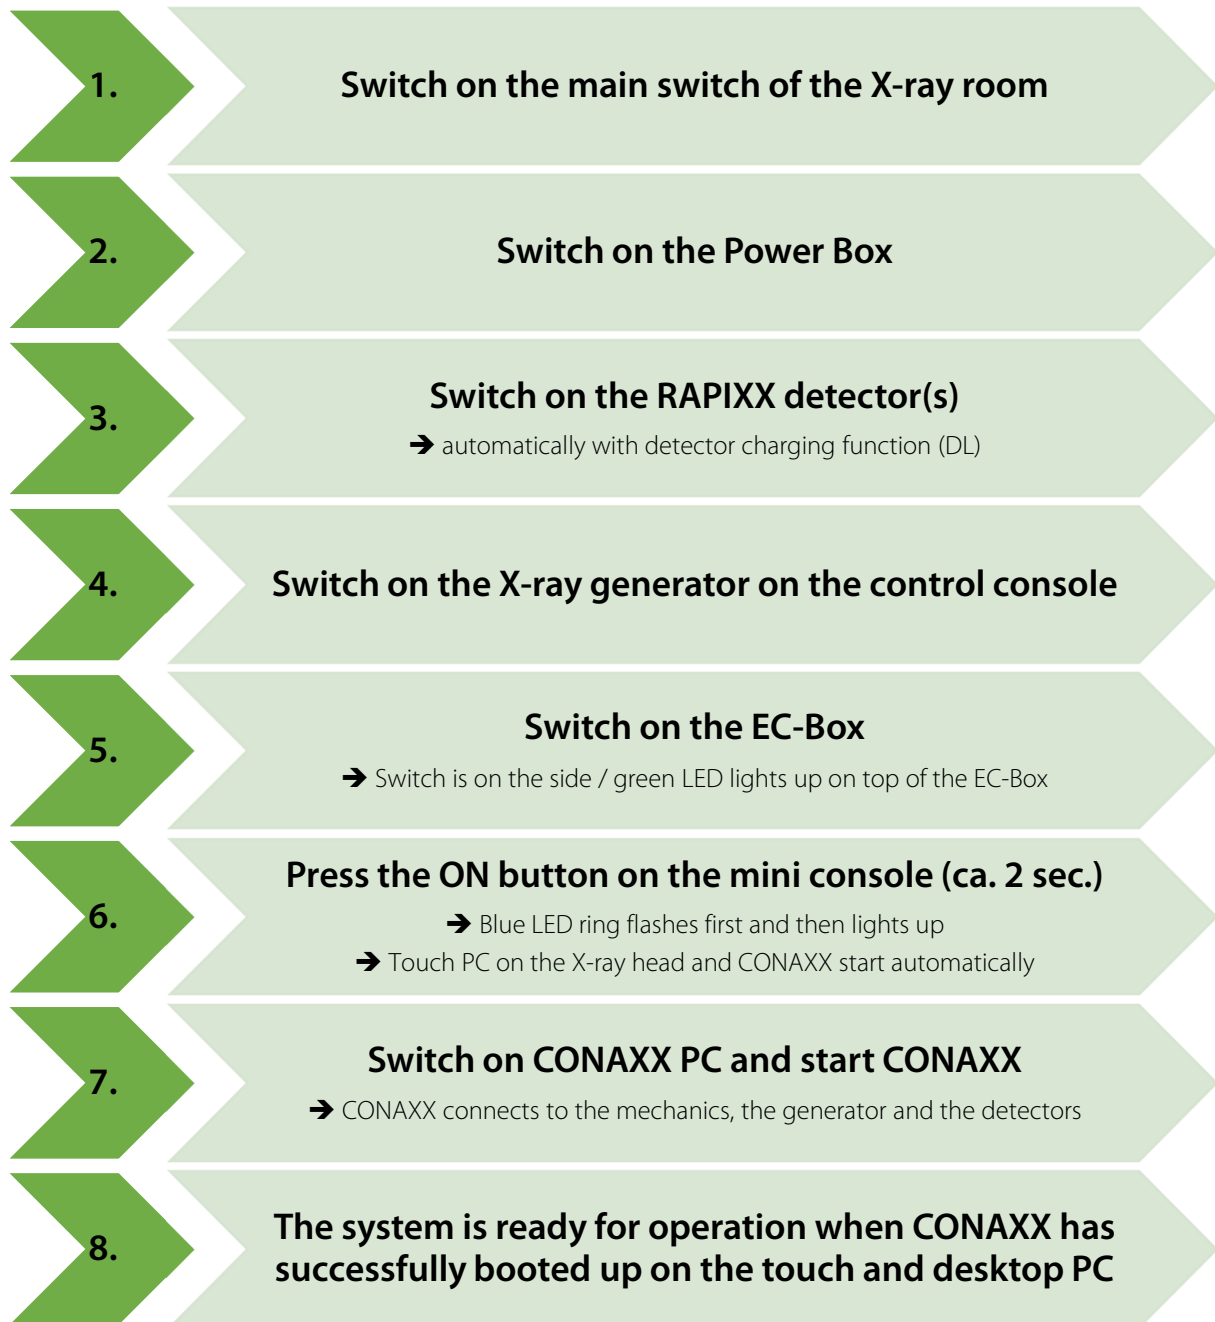 1.
Switch on the main switch of the X-ray room
2.
Switch on the Power Box
3.
Switch on the RAPIXX detector(s)
➔ automatically with detector charging function (DL)
4.
Switch on the X-ray generator on the control console
5.
Switch on the EC-Box
➔ Switch is on the side / green LED lights up on top of the EC-Box
6.
Press the ON button on the mini console (ca. 2 sec.)
➔ Blue LED ring flashes first and then lights up
➔ Touch PC on the X-ray head and CONAXX start automatically
7.
Switch on CONAXX PC and start CONAXX
➔ CONAXX connects to the mechanics, the generator and the detectors
8.
The system is ready for operation when CONAXX has
successfully booted up on the touch and desktop PC